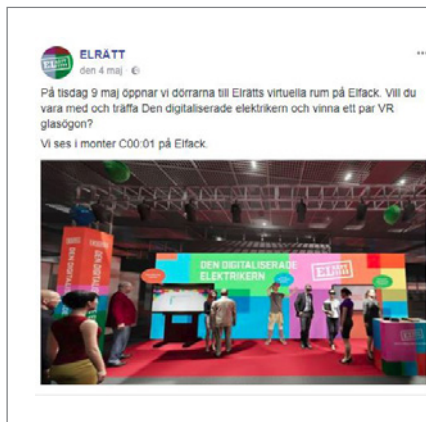 ELRÄTT
den 4 maj
På tisdag 9 maj öppnar vi dörrarna till Elrätts virtuella rum på Elfack. Vill du
vara med och träffa Den digitaliserade elektrikern och vinna ett par VR
glasögon?
Vi ses i monter C00:01 på Elfack.
DEN DIGITALISERADE
ELEKTRIKERN